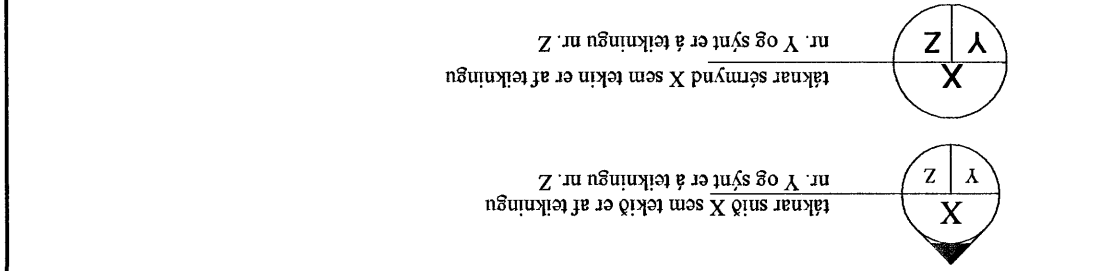 X
Y Z
táknar snið X sem tekið er af teikningu
nr. Y og sýnt er á teikningu nr. Z
X
Y Z
táknar sérmynd X sem tekin er af teikningu
nr. Y og sýnt er á teikningu nr. Z